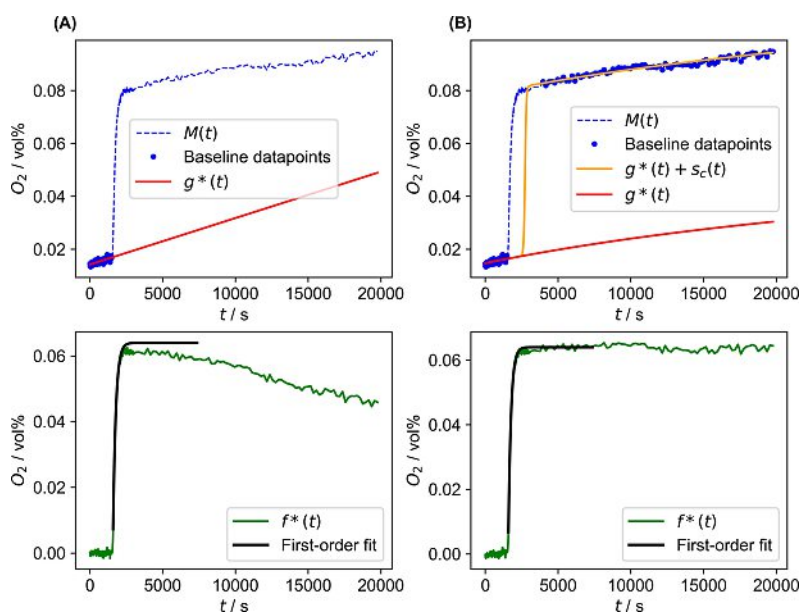 (A)
O₂ / vol%
0.08
0.06
0.04
0.02
M(t)
Baseline datapoints
g*(t)
0 5000 10000 15000 20000
t / s
(B)
O₂ / vol%
0.08
0.06
0.04
0.02
M(t)
Baseline datapoints
g*(t) + s_c(t)
g*(t)
0 5000 10000 15000 20000
t / s
O₂ / vol%
0.06
0.04
0.02
0.00
f*(t)
First-order fit
0 5000 10000 15000 20000
t / s
O₂ / vol%
0.06
0.04
0.02
0.00
f*(t)
First-order fit
0 5000 10000 15000 20000
t / s